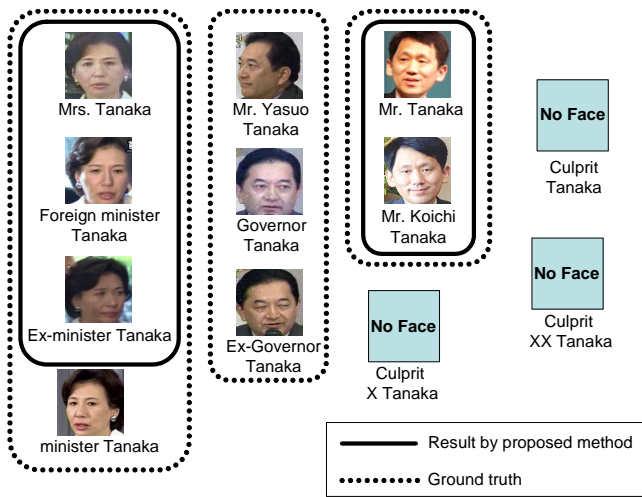 Mrs. Tanaka
Foreign minister
Tanaka
Ex-minister Tanaka
minister Tanaka
Mr. Yasuo
Tanaka
Governor
Tanaka
Ex-Governor
Tanaka
Mr. Tanaka
Mr. Koichi
Tanaka
No Face
Culprit
X Tanaka
No Face
Culprit
Tanaka
No Face
Culprit
XX Tanaka
Result by proposed method
Ground truth